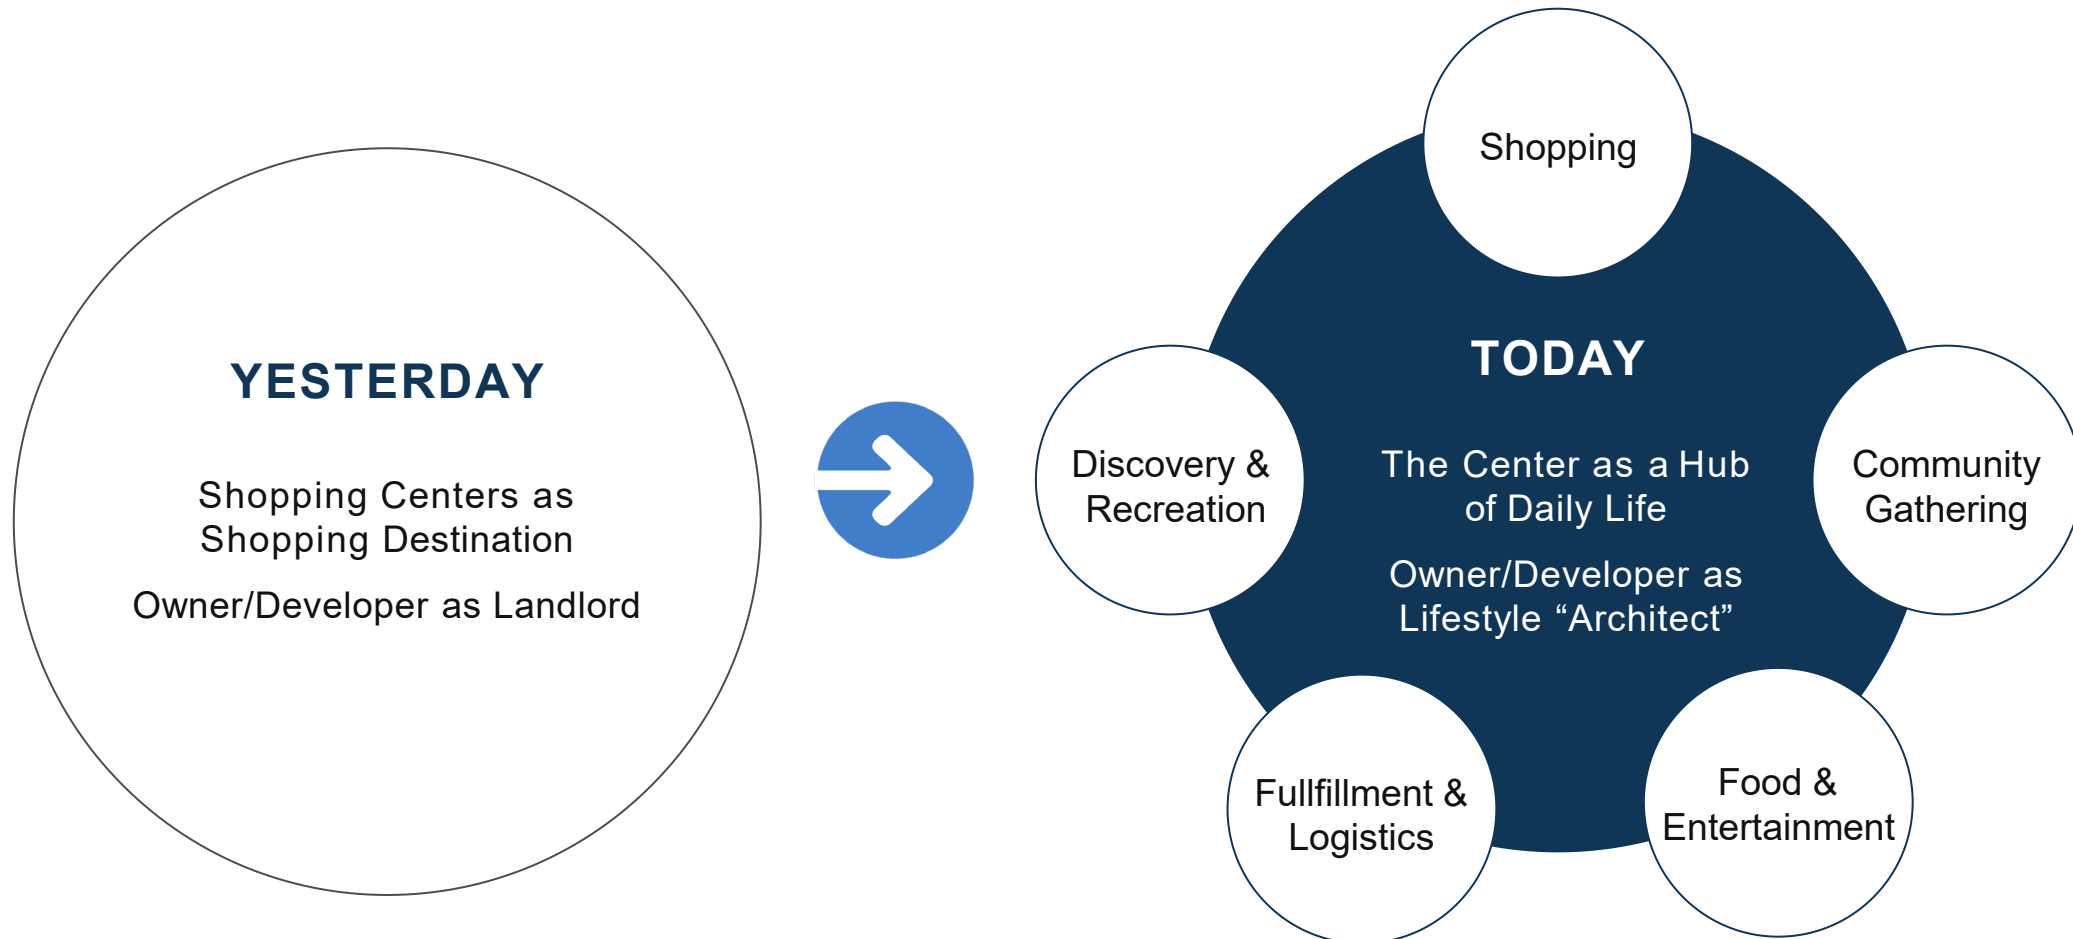 YESTERDAY
Shopping Centers as
Shopping Destination
Owner/Developer as Landlord
TODAY
The Center as a Hub
of Daily Life
Owner/Developer as
Lifestyle “Architect”
Shopping
Community
Gathering
Food &
Entertainment
Fullfillment &
Logistics
Discovery &
Recreation